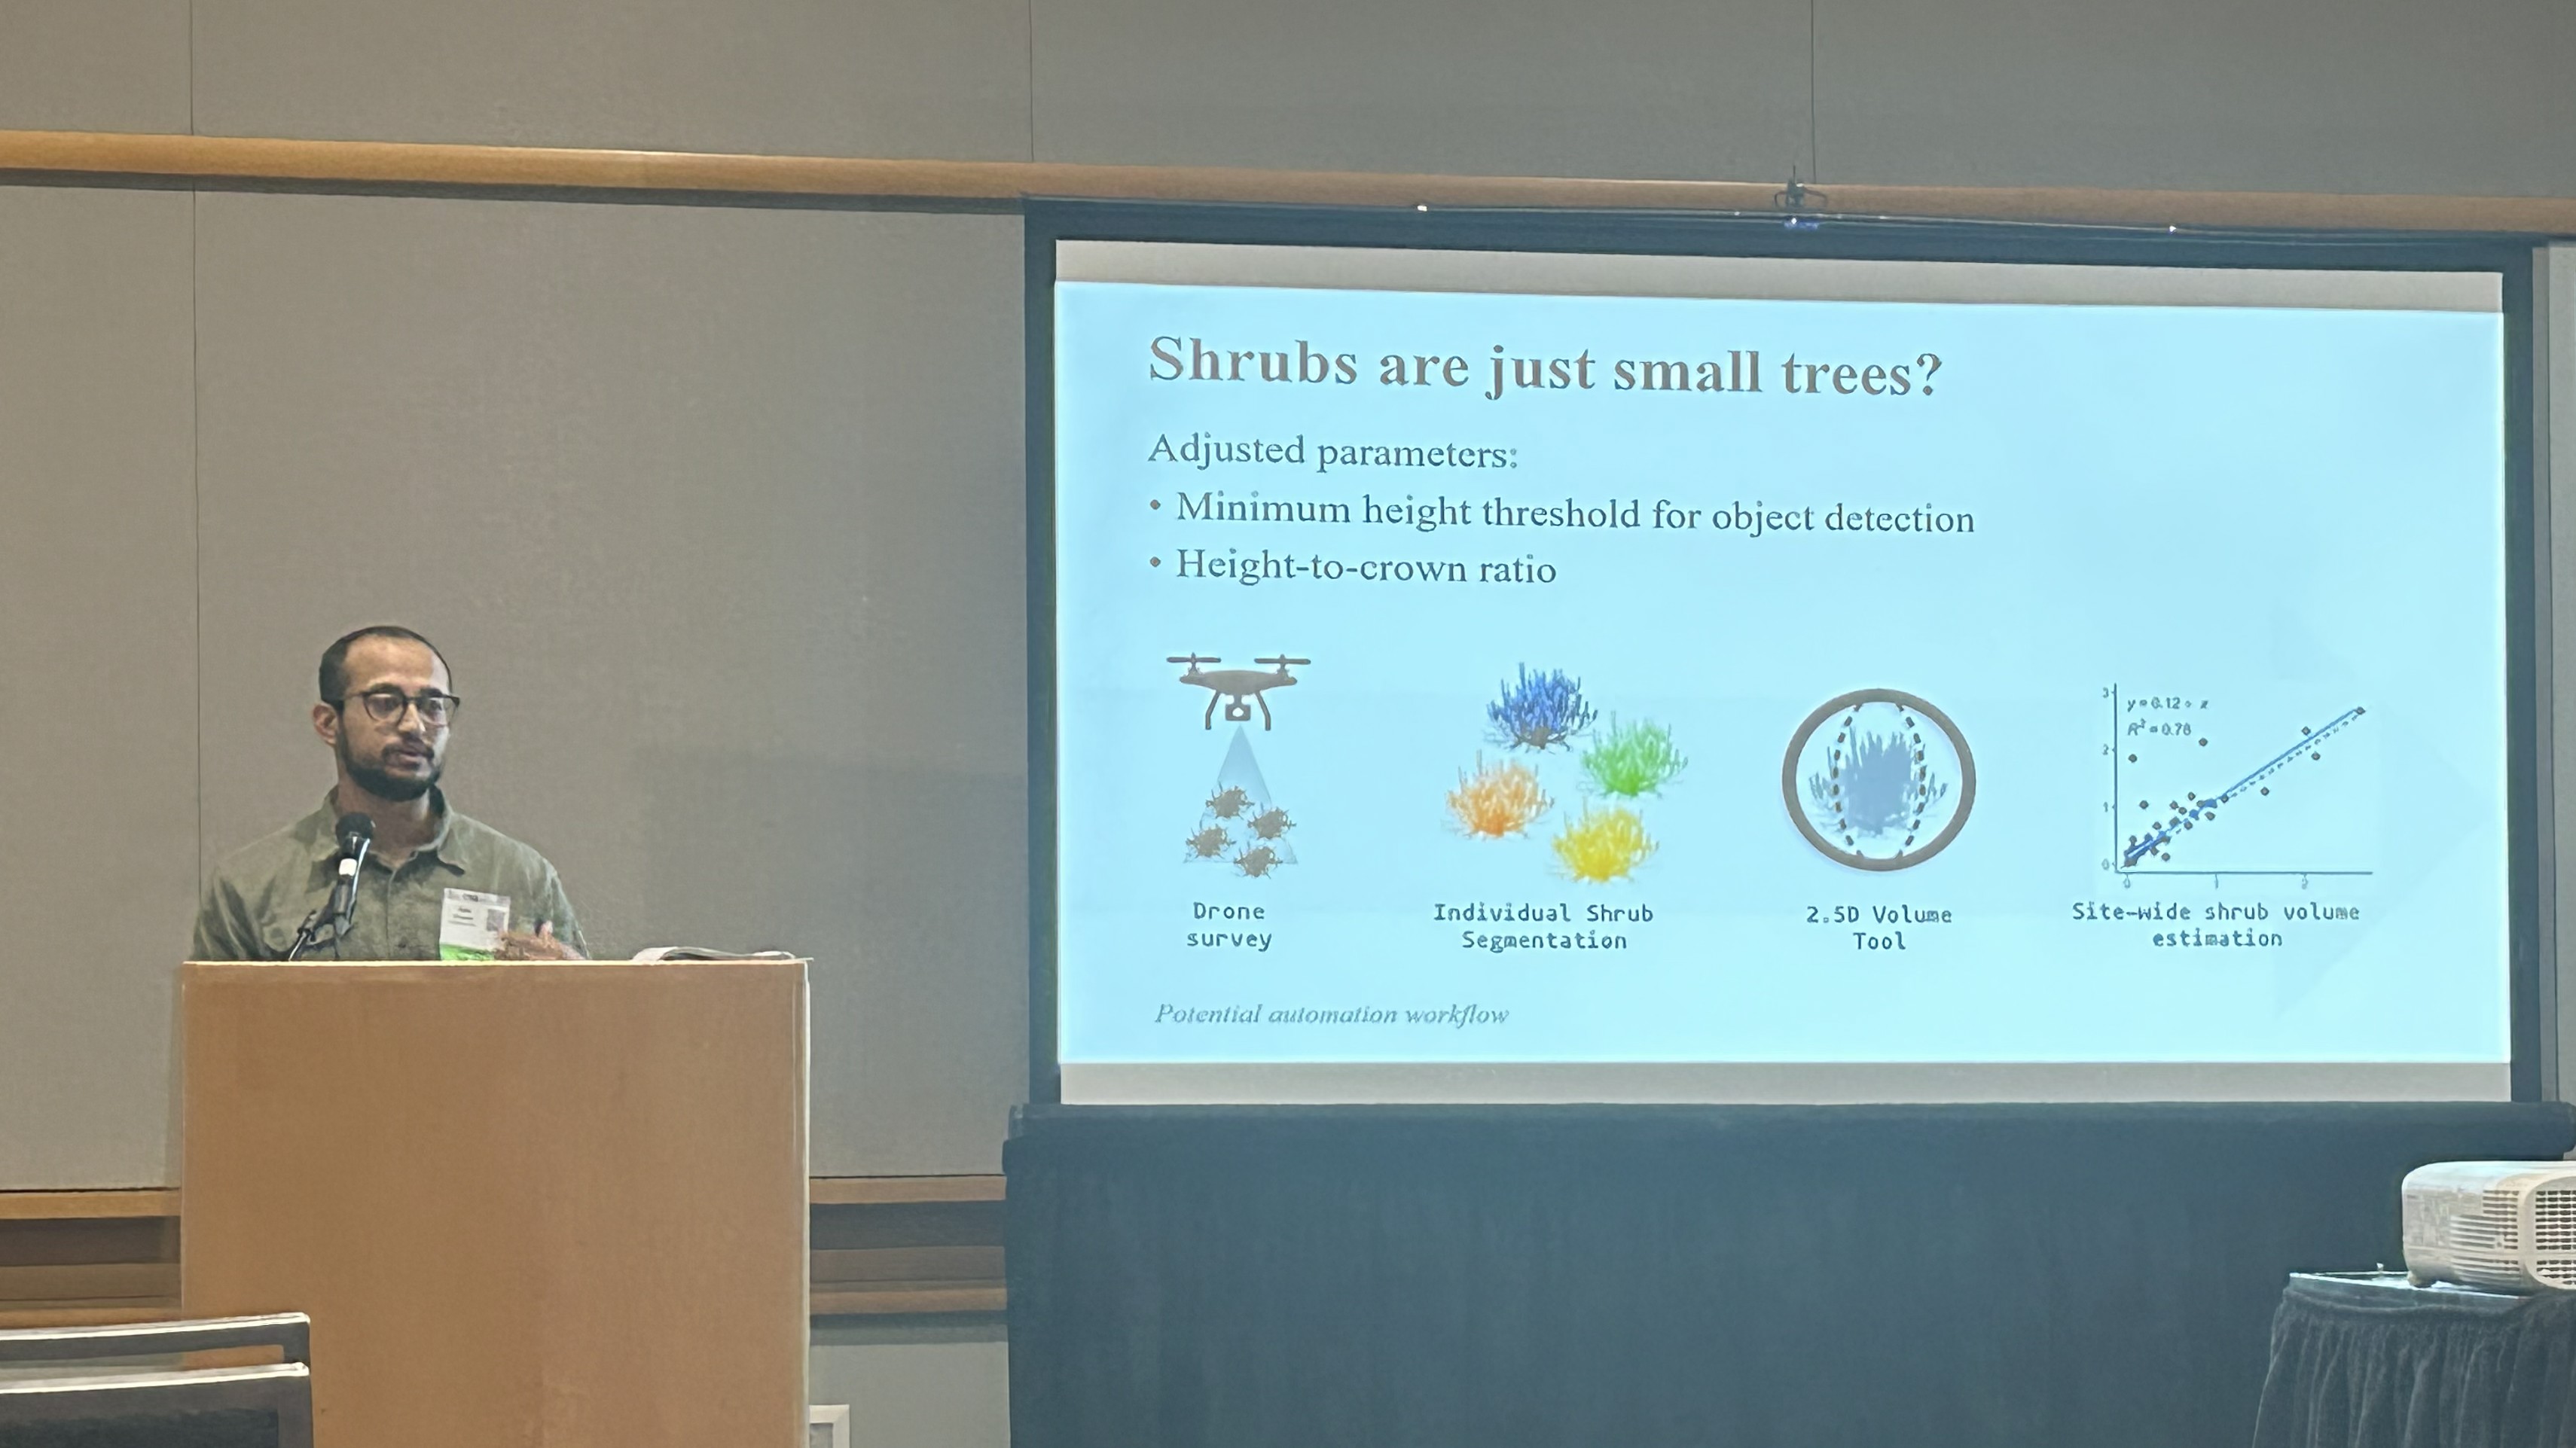 Shrubs are just small trees?
Adjusted parameters:
• Minimum height threshold for object detection
• Height-to-crown ratio
3
2
1
0
y = 0.12 + x
R² = 0.78
0
1
2
Drone
survey
Individual Shrub
Segmentation
2.5D Volume
Tool
Site-wide shrub volume
estimation
Potential automation workflow